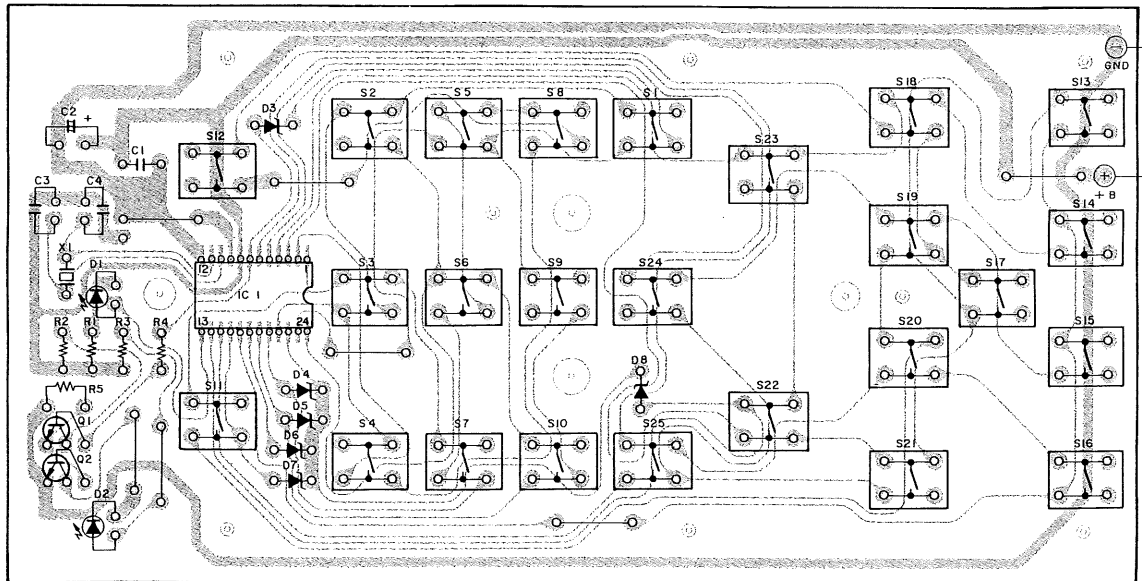 GND
S18
S13
S2
S5
S8
S1
D3
C2
+
S12
C1
S23
+ B
C3
C4
S19
S14
X1
D1
12
1
S3
S6
S9
S24
S17
IC 1
R2
R1
R3
R4
13
24
S20
S15
D8
R5
S11
D4
D5
S22
Q1
D6
S4
S7
S10
S25
S21
S16
Q2
D7
D2